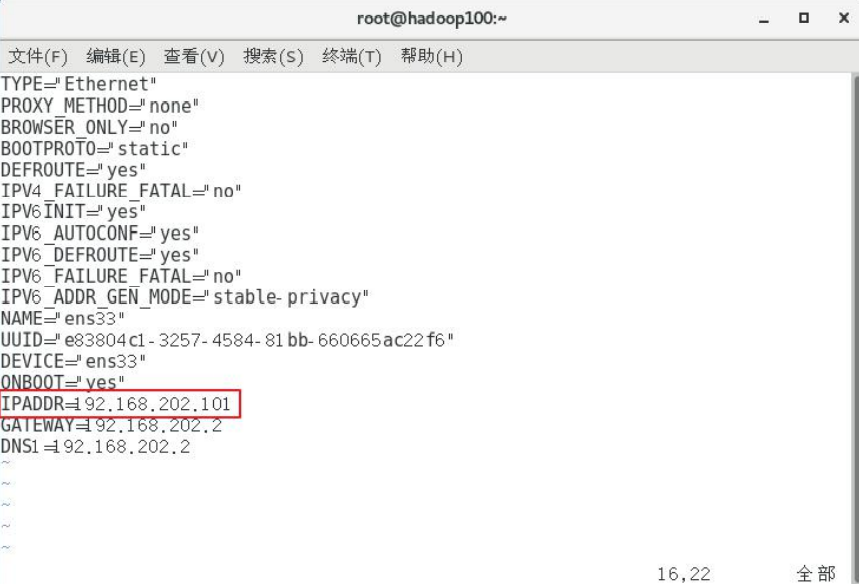 root@hadoop100:~
文件(F) 编辑(E) 查看(V) 搜索(S) 终端(T) 帮助(H)
TYPE="Ethernet"
PROXY_METHOD="none"
BROWSER_ONLY="no"
BOOTPROTO="static"
DEFROUTE="yes"
IPV4_FAILURE_FATAL="no"
IPV6INIT="yes"
IPV6_AUTOCONF="yes"
IPV6_DEFROUTE="yes"
IPV6_FAILURE_FATAL="no"
IPV6_ADDR_GEN_MODE="stable-privacy"
NAME="ens33"
UUID="e83804c1-3257-4584-81bb-660665ac22f6"
DEVICE="ens33"
ONBOOT="yes"
IPADDR=192.168.202.101
GATEWAY=192.168.202.2
DNS1=192.168.202.2
~
~
~
~
~
16,22 全部